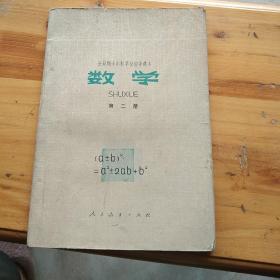 数学
SHUXUE
第二册
(a±b)²
=a²±2ab+b²
人民教育出版社